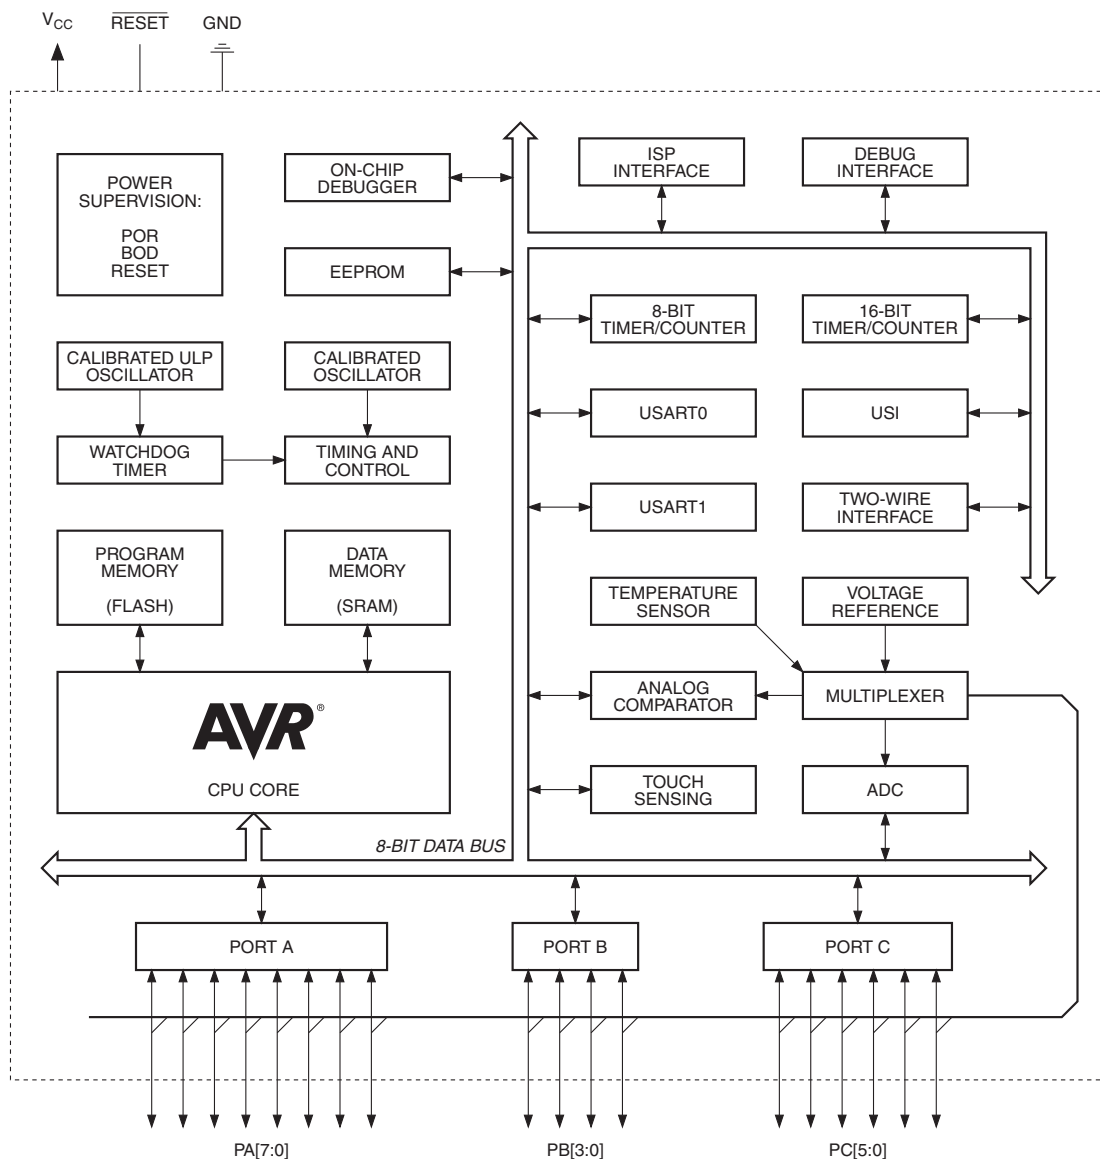 VCC
RESET
GND
POWER
SUPERVISION:
POR
BOD
RESET
ON-CHIP
DEBUGGER
ISP
INTERFACE
DEBUG
INTERFACE
EEPROM
8-BIT
TIMER/COUNTER
16-BIT
TIMER/COUNTER
CALIBRATED ULP
OSCILLATOR
CALIBRATED
OSCILLATOR
USART0
USI
WATCHDOG
TIMER
TIMING AND
CONTROL
USART1
TWO-WIRE
INTERFACE
PROGRAM
MEMORY
(FLASH)
DATA
MEMORY
(SRAM)
TEMPERATURE
SENSOR
VOLTAGE
REFERENCE
AVR®
CPU CORE
ANALOG
COMPARATOR
MULTIPLEXER
TOUCH
SENSING
ADC
8-BIT DATA BUS
PORT A
PORT B
PORT C
PA[7:0]
PB[3:0]
PC[5:0]